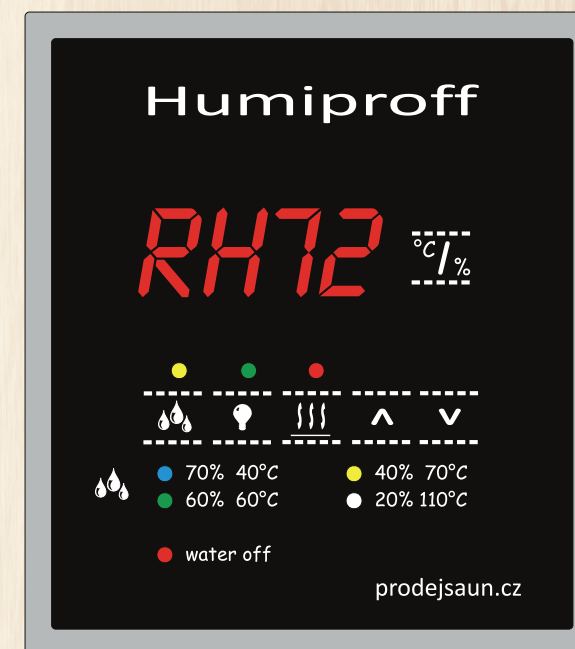 Humiproff
RH72
°C/%
70% 40°C
40% 70°C
60% 60°C
20% 110°C
water off
prodejsaun.cz